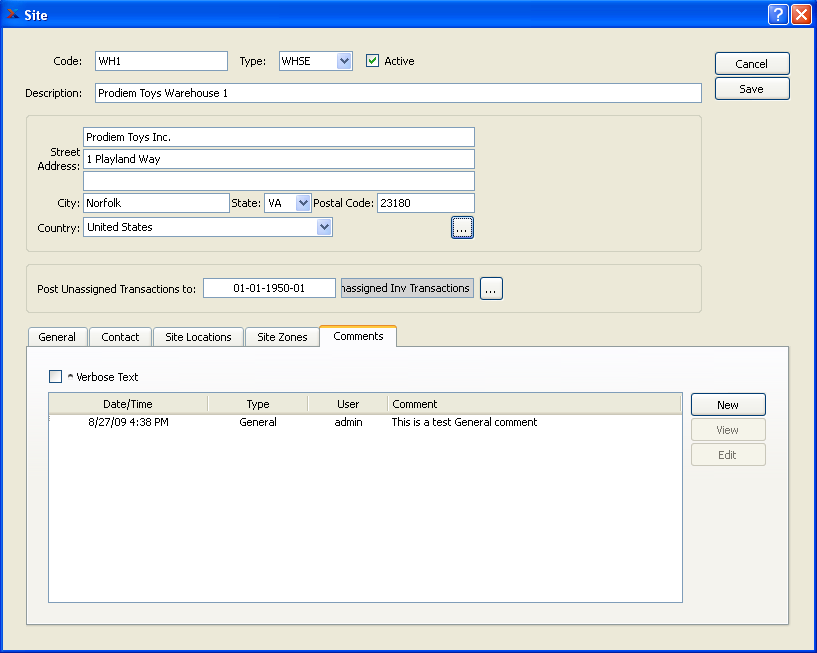 Site
Code: WH1 Type: WHSE Active
Cancel
Description: Prodiem Toys Warehouse 1
Save
Prodiem Toys Inc.
Street Address: 1 Playland Way
City: Norfolk State: VA Postal Code: 23180
Country: United States ...
Post Unassigned Transactions to: 01-01-1950-01 Inv Transactions ...
General Contact Site Locations Site Zones Comments
^ Verbose Text
Date/Time Type User Comment
8/27/09 4:38 PM General admin This is a test General comment
New
View
Edit